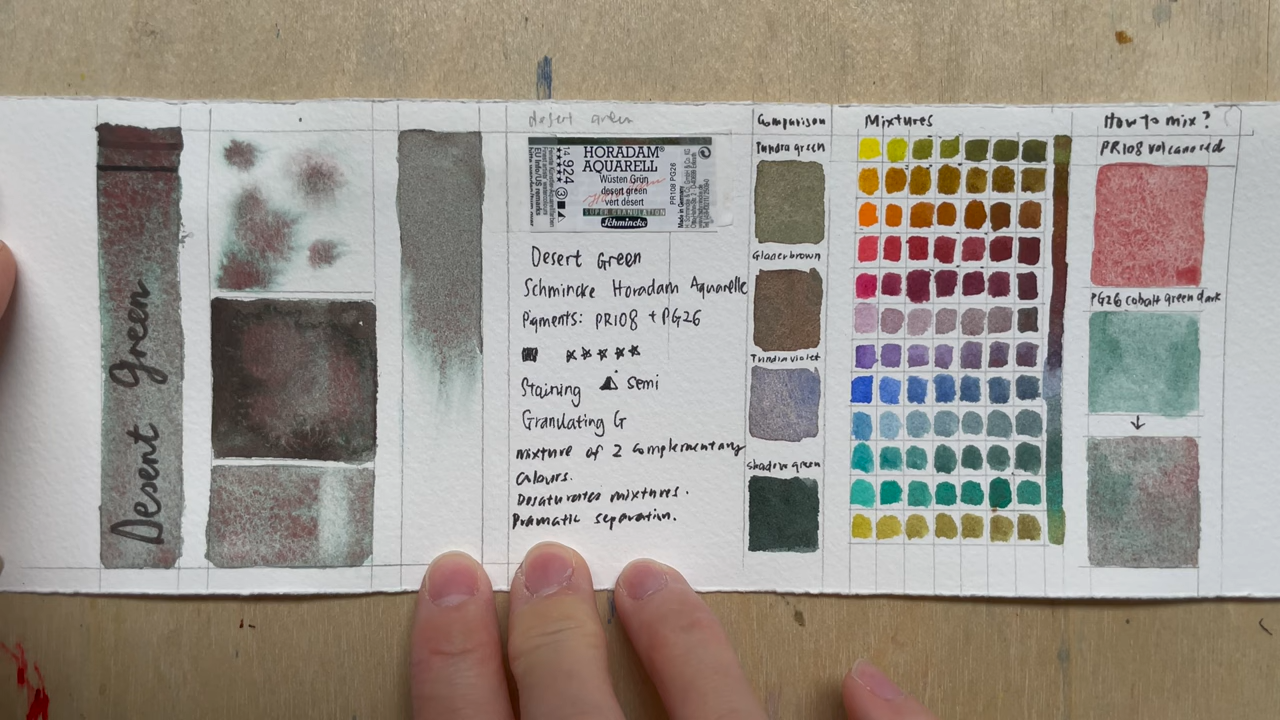 Desert Green
desert green
14 924
HORADAM®
AQUARELL
Wüsten Grün
desert green
vert désert
SUPER GRANULATION
Schmincke
PR108 PG26
Made in Germany
Desert Green
Schmincke Horadam Aquarelle
Pigments: PR108 + PG26
Staining Semi
Granulating G
mixture of 2 complementary
colours.
Desaturated mixtures.
Dramatic separation.
Comparison
Tundra green
Glacier brown
Tundra violet
shadow green
Mixtures
How to mix?
PR108 volcano red
PG26 cobalt green dark